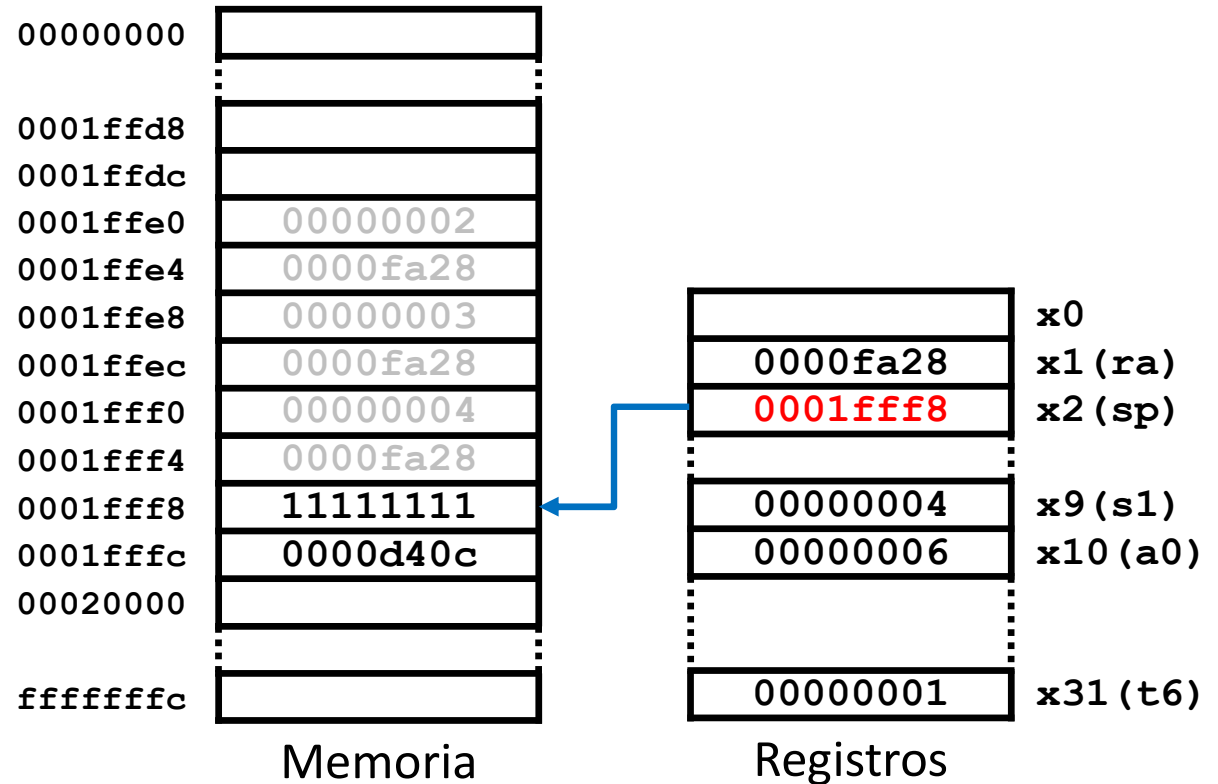 00000000
0001ffd8
0001ffdc
0001ffe0 00000002
0001ffe4 0000fa28
0001ffe8 00000003 x0
0001ffec 0000fa28 0000fa28 x1(ra)
0001fff0 00000004 0001fff8 x2(sp)
0001fff4 0000fa28
0001fff8 11111111 00000004 x9(s1)
0001fffc 0000d40c 00000006 x10(a0)
00020000
fffffffc 00000001 x31(t6)
Memoria Registros